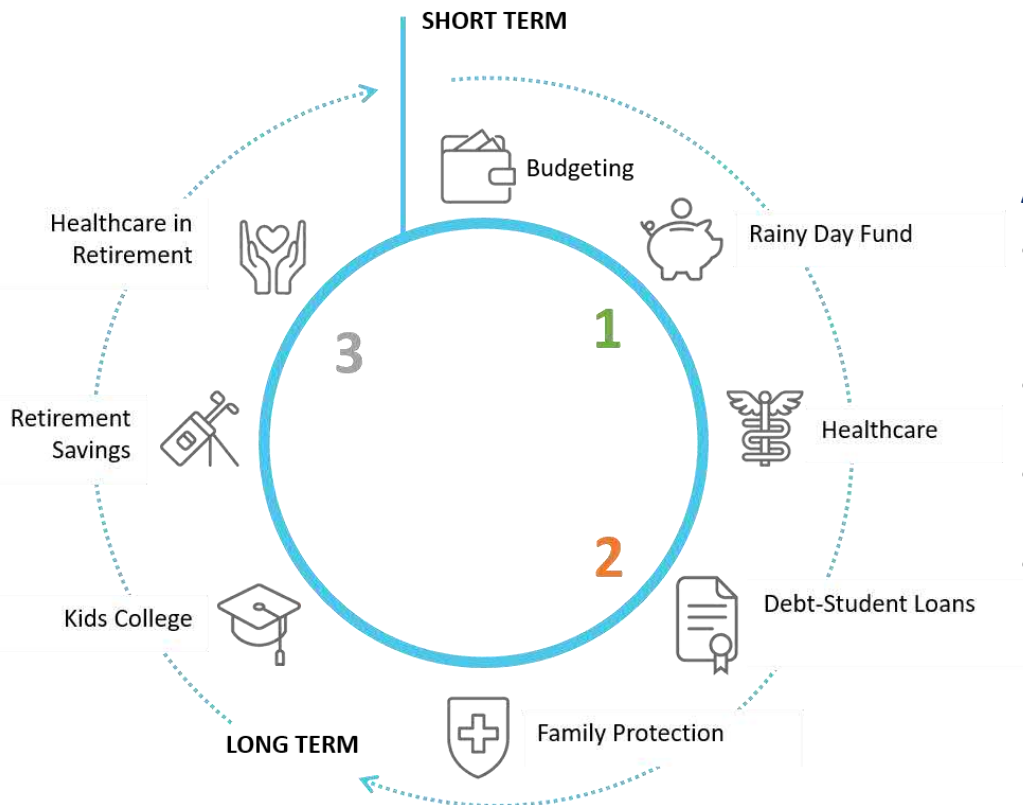 SHORT TERM
Budgeting
Rainy Day Fund
Healthcare in
Retirement
1
3
Retirement
Savings
Healthcare
2
Debt-Student Loans
Kids College
Family Protection
LONG TERM